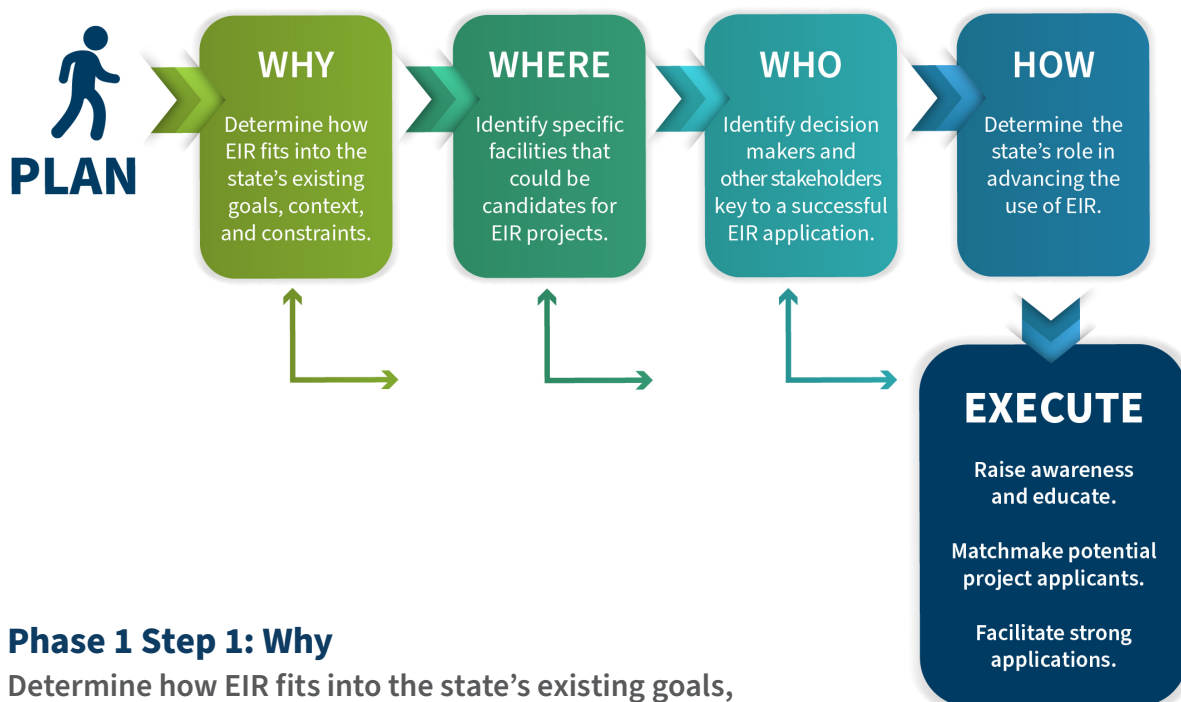 PLAN
WHY
Determine how
EIR fits into the
state’s existing
goals, context,
and constraints.
WHERE
Identify specific
facilities that
could be
candidates for
EIR projects.
WHO
Identify decision
makers and
other stakeholders
key to a successful
EIR application.
HOW
Determine the
state’s role in
advancing the
use of EIR.
EXECUTE
Raise awareness
and educate.
Matchmake potential
project applicants.
Facilitate strong
applications.
Phase 1 Step 1: Why
Determine how EIR fits into the state’s existing goals,